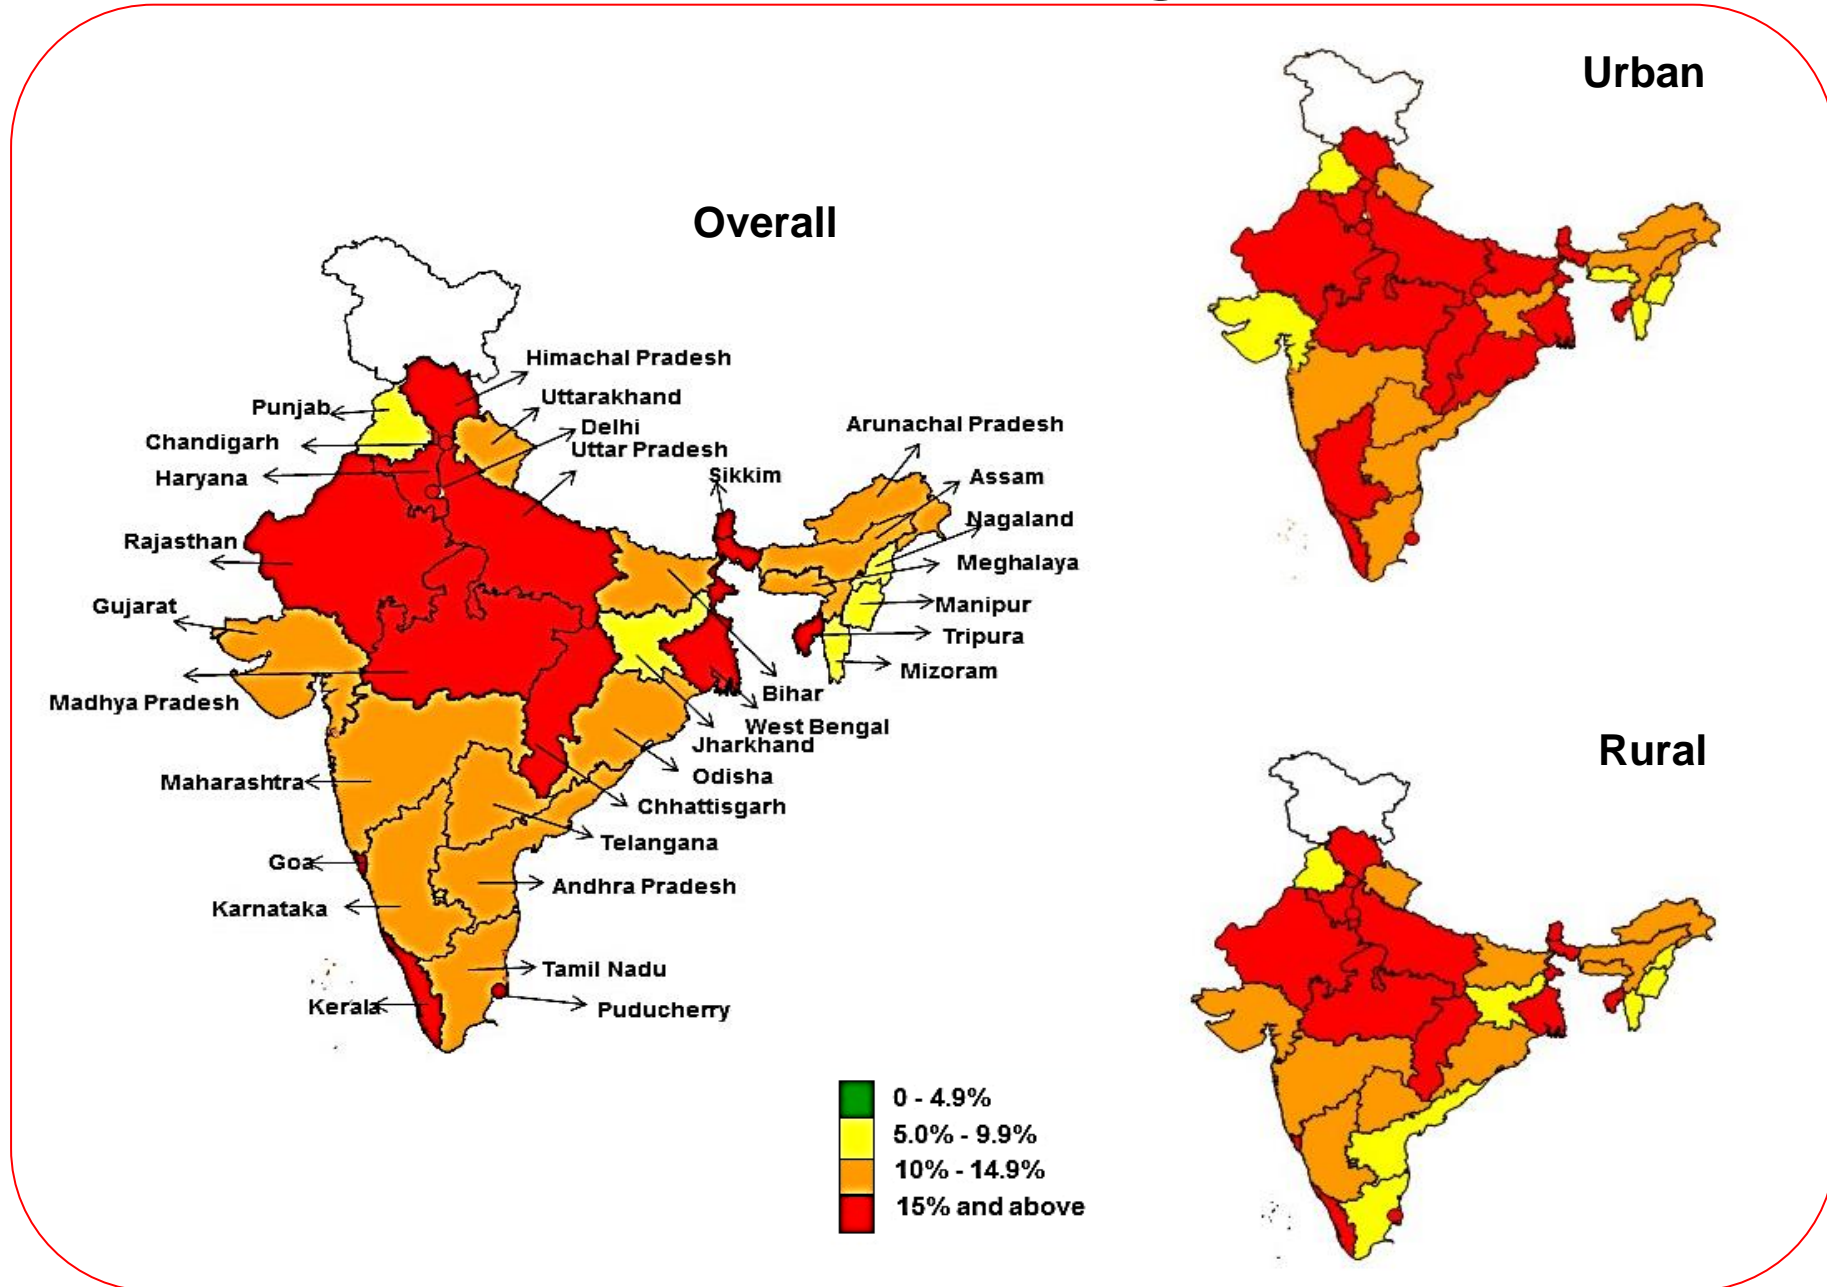 Urban
Overall
Himachal Pradesh
Uttarakhand
Punjab
Delhi
Arunachal Pradesh
Chandigarh
Uttar Pradesh
Haryana
Sikkim
Assam
Nagaland
Rajasthan
Meghalaya
Gujarat
Manipur
Tripura
Mizoram
Madhya Pradesh
Bihar
West Bengal
Jharkhand
Rural
Odisha
Maharashtra
Chhattisgarh
Telangana
Goa
Andhra Pradesh
Karnataka
Tamil Nadu
Kerala
Puducherry
0 - 4.9%
5.0% - 9.9%
10% - 14.9%
15% and above